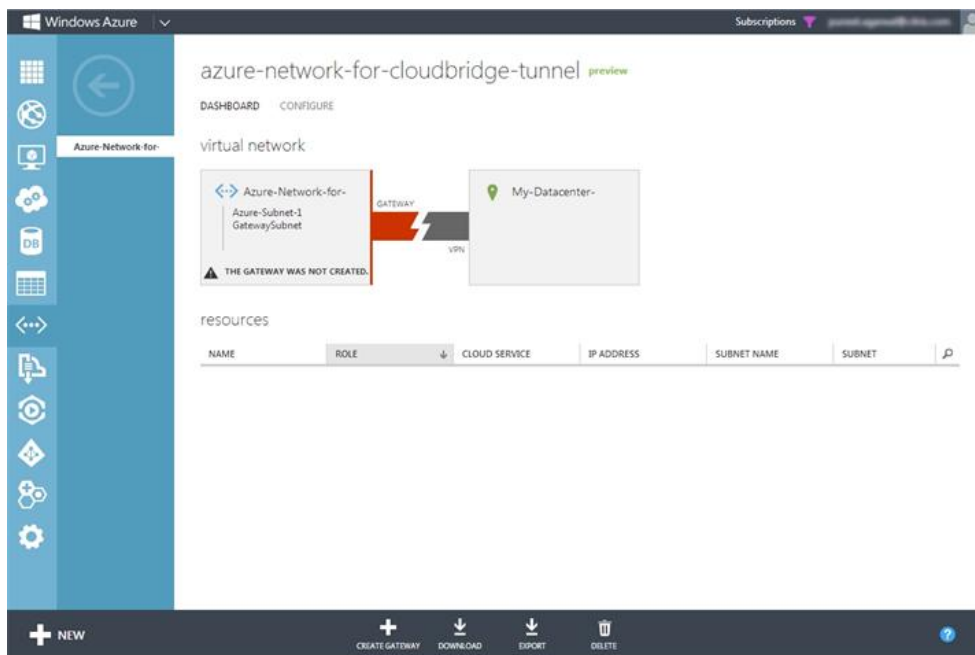 Windows Azure
Subscriptions
azure-network-for-cloudbridge-tunnel preview
DASHBOARD CONFIGURE
Azure-Network-for-
virtual network
Azure-Network-for-
Azure-Subnet-1
GatewaySubnet
THE GATEWAY WAS NOT CREATED.
GATEWAY
VPN
My-Datacenter-
resources
NAME ROLE CLOUD SERVICE IP ADDRESS SUBNET NAME SUBNET
DB
NEW
CREATE GATEWAY DOWNLOAD EXPORT DELETE
?